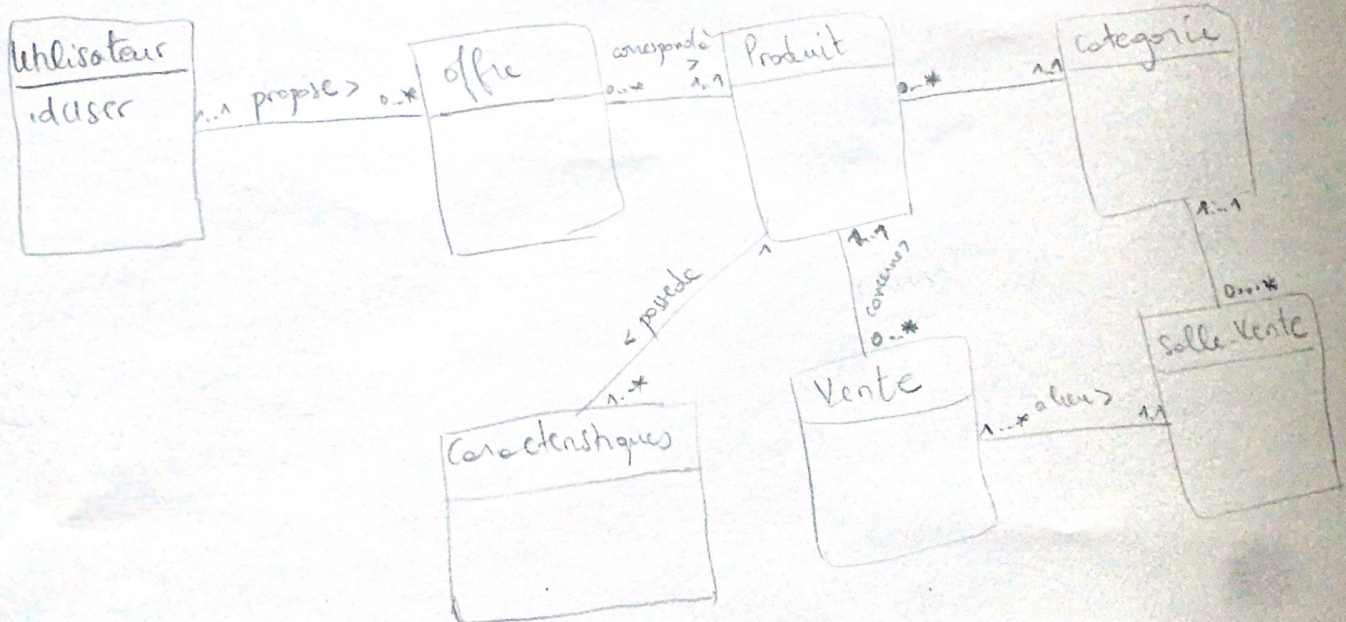 Utilisateur
iduser
1..1 propose > 0..*
Offre
correspond à
>
0..* 1..1
Produit
0..* 1..1
Categorie
1...1
0...*
Salle-Vente
1
< possede
1..*
Caracteristiques
1..1
concerne >
0..*
Vente
1...* a lieu > 1,1